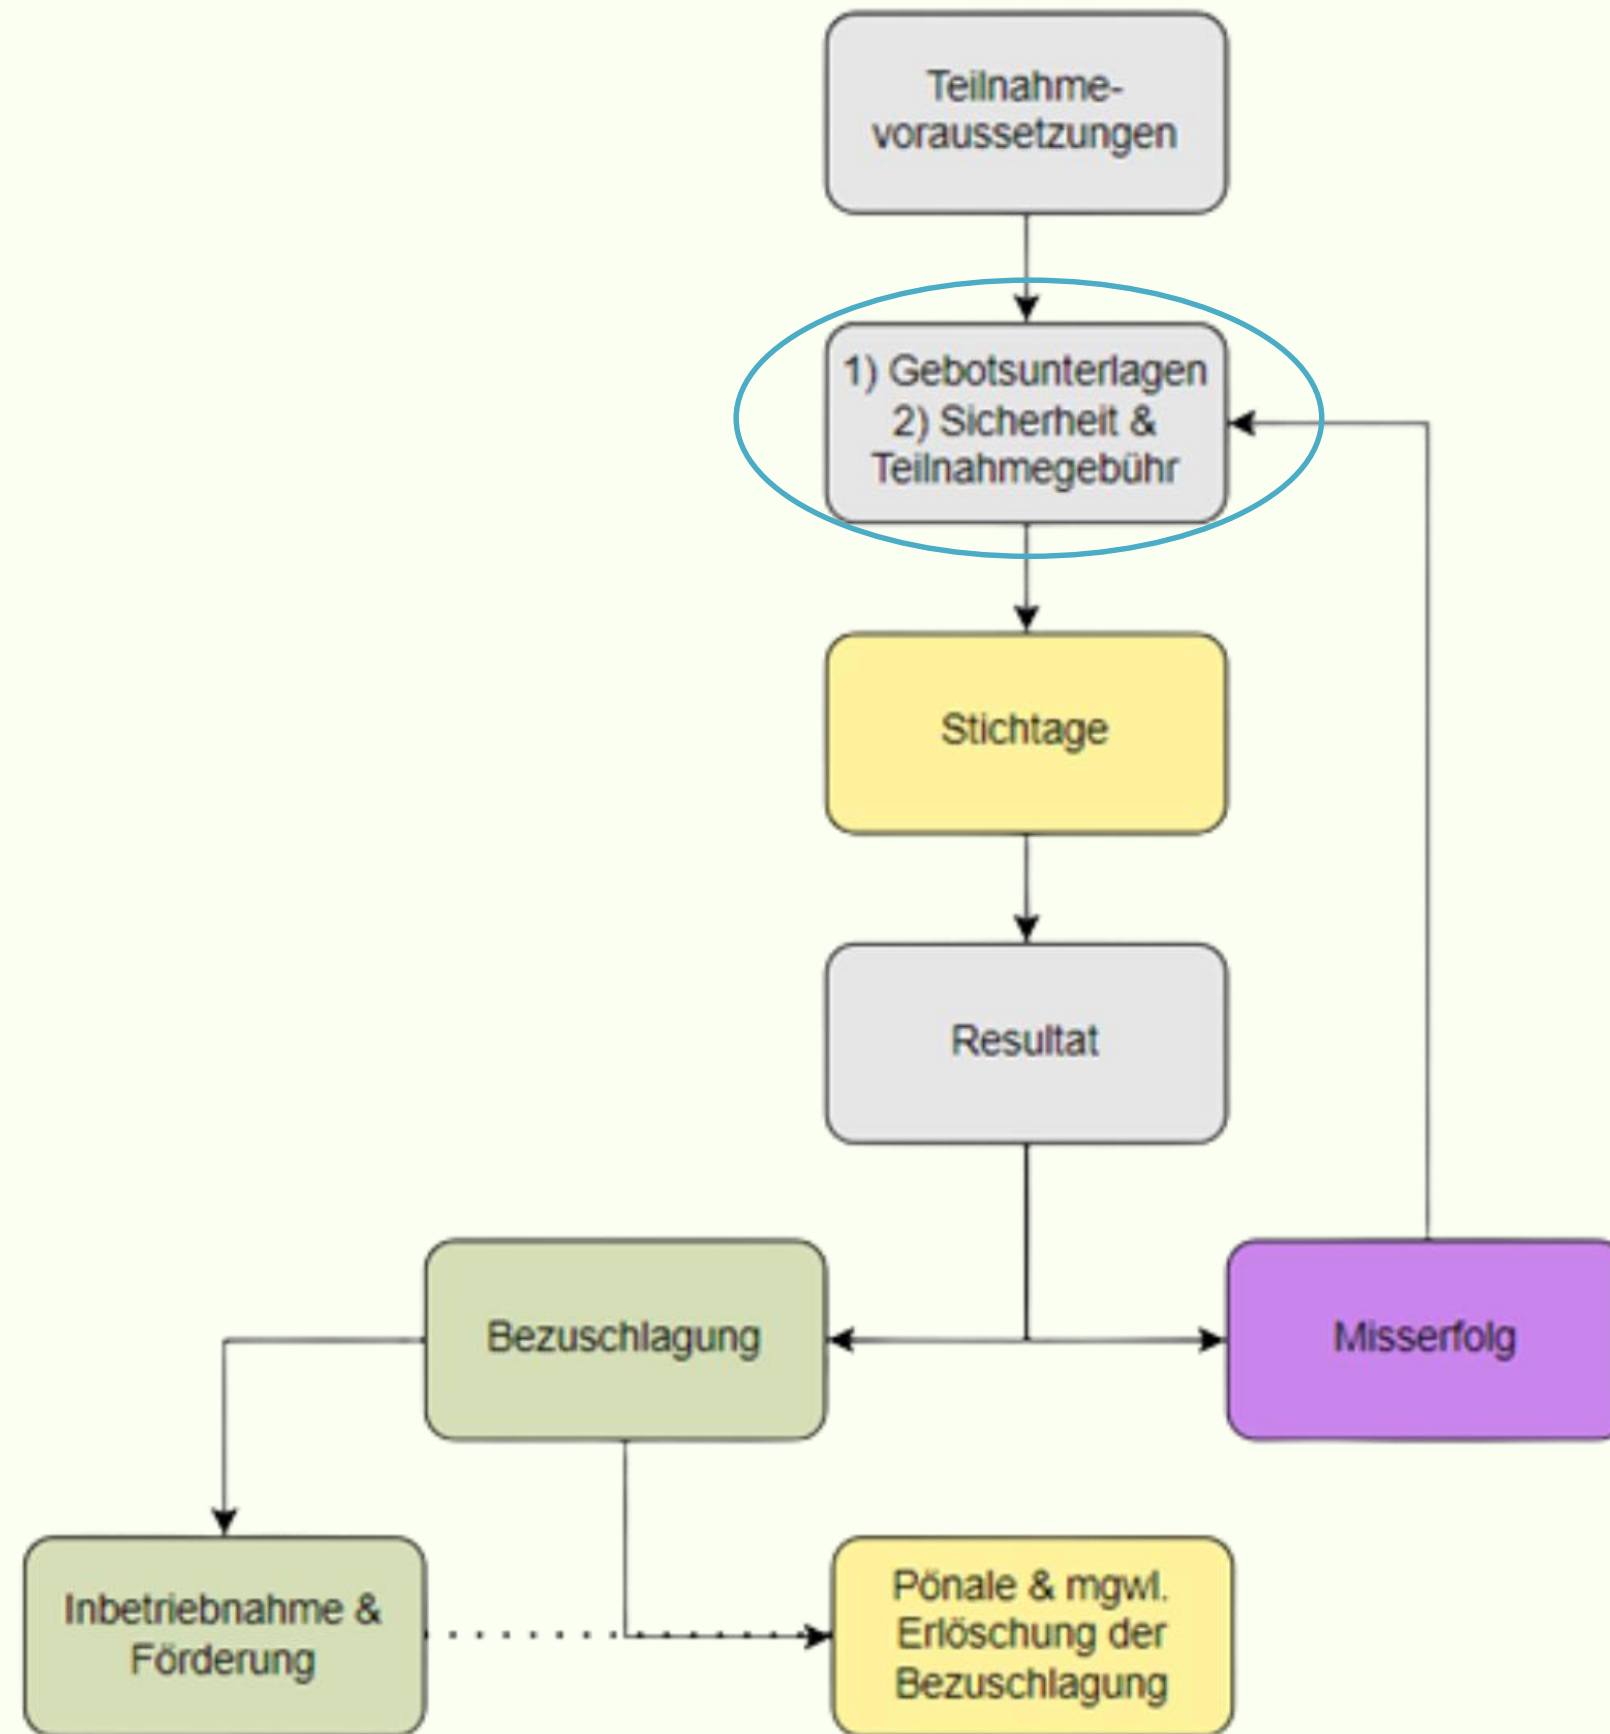 Teilnahme-
voraussetzungen
1) Gebotsunterlagen
2) Sicherheit &
Teilnahmegebühr
Stichtage
Resultat
Bezuschlagung
Misserfolg
Inbetriebnahme &
Förderung
Pönale & mgwl.
Erlöschung der
Bezuschlagung